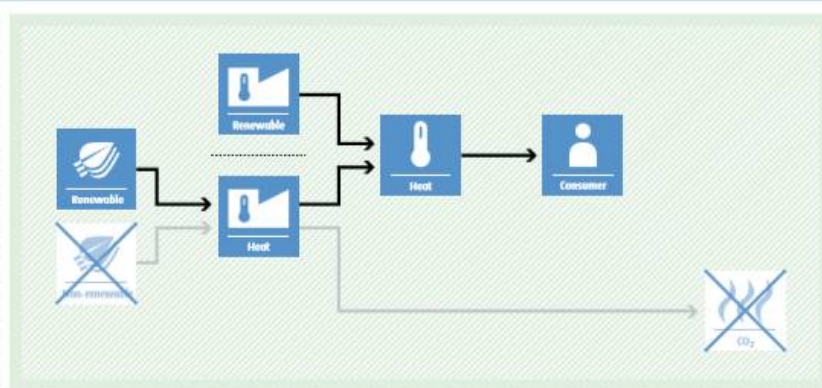 Renewable
Renewable
Heat
Consumer
Heat
Non-renewable
CO₂